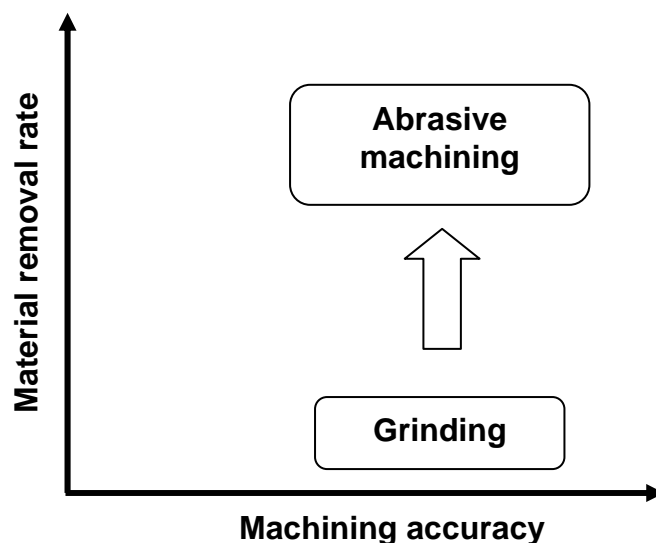 Material removal rate
Abrasive
machining
Grinding
Machining accuracy